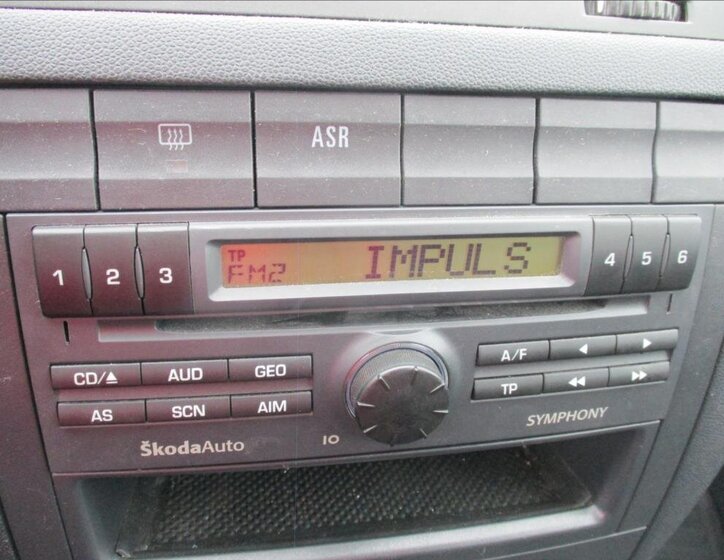 ASR
1 2 3
TP
FM2 IMPULS
4 5 6
CD/⏏ AUD GEO
AS SCN AIM
A/F ◀ ▶
TP ◀◀ ▶▶
ŠkodaAuto
IO
SYMPHONY